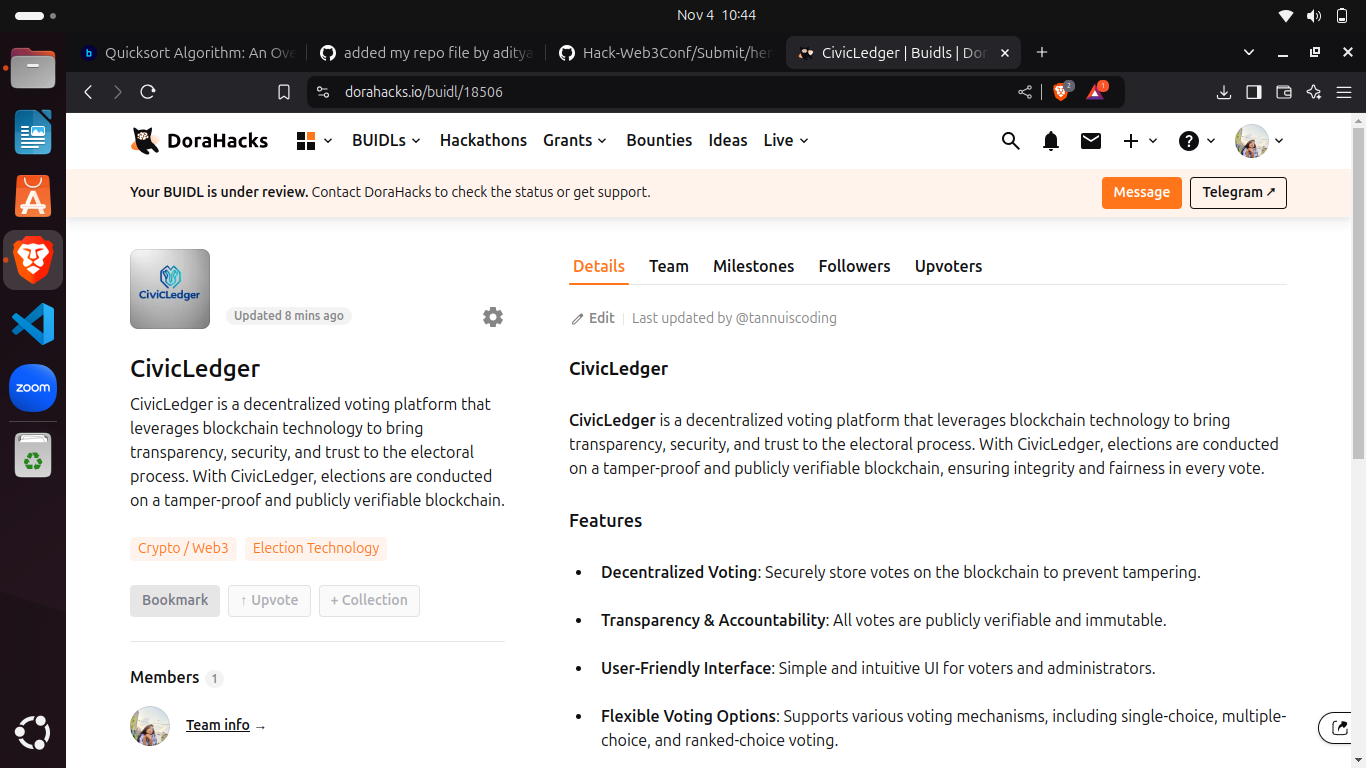 Nov 4 10:44
Quicksort Algorithm: An Ove
added my repo file by aditya
Hack-Web3Conf/Submit/her
CivicLedger | Buidls | Dor
dorahacks.io/buidl/18506
2
1
DoraHacks
BUIDLs
Hackathons
Grants
Bounties
Ideas
Live
Your BUIDL is under review. Contact DoraHacks to check the status or get support.
Message
Telegram ↗
CiviCLedger
Updated 8 mins ago
CivicLedger
CivicLedger is a decentralized voting platform that
leverages blockchain technology to bring
transparency, security, and trust to the electoral
process. With CivicLedger, elections are conducted
on a tamper-proof and publicly verifiable blockchain.
Crypto / Web3
Election Technology
Bookmark
↑ Upvote
+ Collection
Members 1
Team info →
Details
Team
Milestones
Followers
Upvoters
Edit
Last updated by @tannuiscoding
CivicLedger
CivicLedger is a decentralized voting platform that leverages blockchain technology to bring
transparency, security, and trust to the electoral process. With CivicLedger, elections are conducted
on a tamper-proof and publicly verifiable blockchain, ensuring integrity and fairness in every vote.
Features
• Decentralized Voting: Securely store votes on the blockchain to prevent tampering.
• Transparency & Accountability: All votes are publicly verifiable and immutable.
• User-Friendly Interface: Simple and intuitive UI for voters and administrators.
• Flexible Voting Options: Supports various voting mechanisms, including single-choice, multiple-
choice, and ranked-choice voting.
zoom